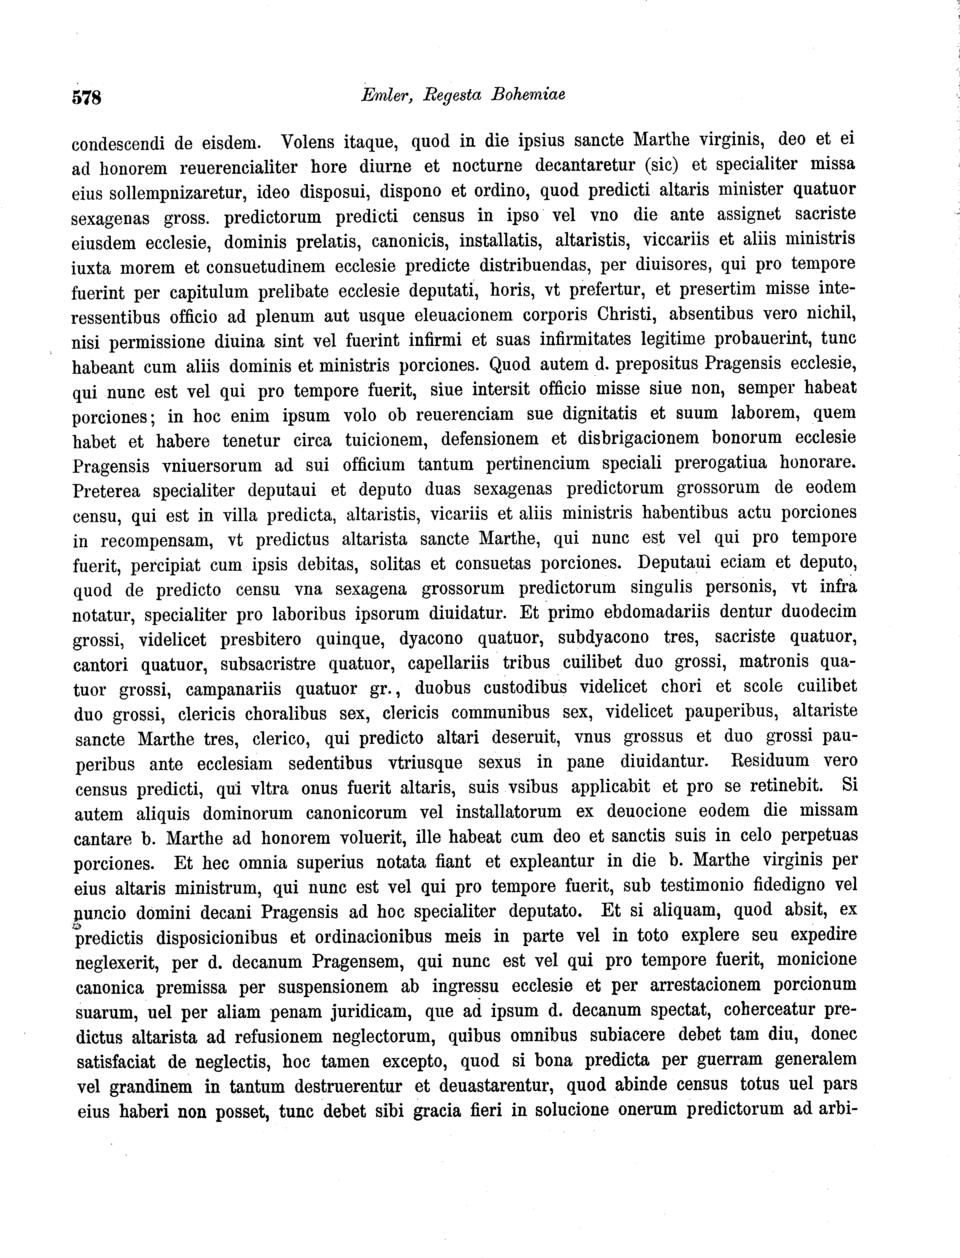 578
Emler, Regesta Bohemiae
condescendi de eisdem. Volens itaque, quod in die ipsius sancte Marthe virginis, deo et ei
ad honorem reuerencialiter hore diurne et nocturne decantaretur (sic) et specialiter missa
eius sollempnizaretur, ideo disposui, dispono et ordino, quod predicti altaris minister quatuor
sexagenas gross. predictorum predicti census in ipso vel vno die ante assignet sacriste
eiusdem ecclesie, dominis prelatis, canonicis, installatis, altaristis, viccariis et aliis ministris
iuxta morem et consuetudinem ecclesie predicte distribuendas, per diuisores, qui pro tempore
fuerint per capitulum prelibate ecclesie deputati, horis, vt prefertur, et presertim misse inte-
ressentibus officio ad plenum aut usque eleuacionem corporis Christi, absentibus vero nichil,
nisi permissione diuina sint vel fuerint infirmi et suas infirmitates legitime probauerint, tunc
habeant cum aliis dominis et ministris porciones. Quod autem d. prepositus Pragensis ecclesie,
qui nunc est vel qui pro tempore fuerit, siue intersit officio misse siue non, semper habeat
porciones; in hoc enim ipsum volo ob reuerenciam sue dignitatis et suum laborem, quem
habet et habere tenetur circa tuicionem, defensionem et disbrigacionem bonorum ecclesie
Pragensis vniuersorum ad sui officium tantum pertinencium speciali prerogatiua honorare.
Preterea specialiter deputaui et deputo duas sexagenas predictorum grossorum de eodem
censu, qui est in villa predicta, altaristis, vicariis et aliis ministris habentibus actu porciones
in recompensam, vt predictus altarista sancte Marthe, qui nunc est vel qui pro tempore
fuerit, percipiat cum ipsis debitas, solitas et consuetas porciones. Deputaui eciam et deputo,
quod de predicto censu vna sexagena grossorum predictorum singulis personis, vt infra
notatur, specialiter pro laboribus ipsorum diuidatur. Et primo ebdomadariis dentur duodecim
grossi, videlicet presbitero quinque, dyacono quatuor, subdyacono tres, sacriste quatuor,
cantori quatuor, subsacristre quatuor, capellariis tribus cuilibet duo grossi, matronis qua-
tuor grossi, campanariis quatuor gr., duobus custodibus videlicet chori et scole cuilibet
duo grossi, clericis choralibus sex, clericis communibus sex, videlicet pauperibus, altariste
sancte Marthe tres, clerico, qui predicto altari deseruit, vnus grossus et duo grossi pau-
peribus ante ecclesiam sedentibus vtriusque sexus in pane diuidantur. Residuum vero
census predicti, qui vltra onus fuerit altaris, suis vsibus applicabit et pro se retinebit. Si
autem aliquis dominorum canonicorum vel installatorum ex deuocione eodem die missam
cantare b. Marthe ad honorem voluerit, ille habeat cum deo et sanctis suis in celo perpetuas
porciones. Et hec omnia superius notata fiant et expleantur in die b. Marthe virginis per
eius altaris ministrum, qui nunc est vel qui pro tempore fuerit, sub testimonio fidedigno vel
nuncio domini decani Pragensis ad hoc specialiter deputato. Et si aliquam, quod absit, ex
predictis disposicionibus et ordinacionibus meis in parte vel in toto explere seu expedire
neglexerit, per d. decanum Pragensem, qui nunc est vel qui pro tempore fuerit, monicione
canonica premissa per suspensionem ab ingressu ecclesie et per arrestacionem porcionum
suarum, uel per aliam penam juridicam, que ad ipsum d. decanum spectat, coherceatur pre-
dictus altarista ad refusionem neglectorum, quibus omnibus subiacere debet tam diu, donec
satisfaciat de neglectis, hoc tamen excepto, quod si bona predicta per guerram generalem
vel grandinem in tantum destruerentur et deuastarentur, quod abinde census totus uel pars
eius haberi non posset, tunc debet sibi gracia fieri in solucione onerum predictorum ad arbi-